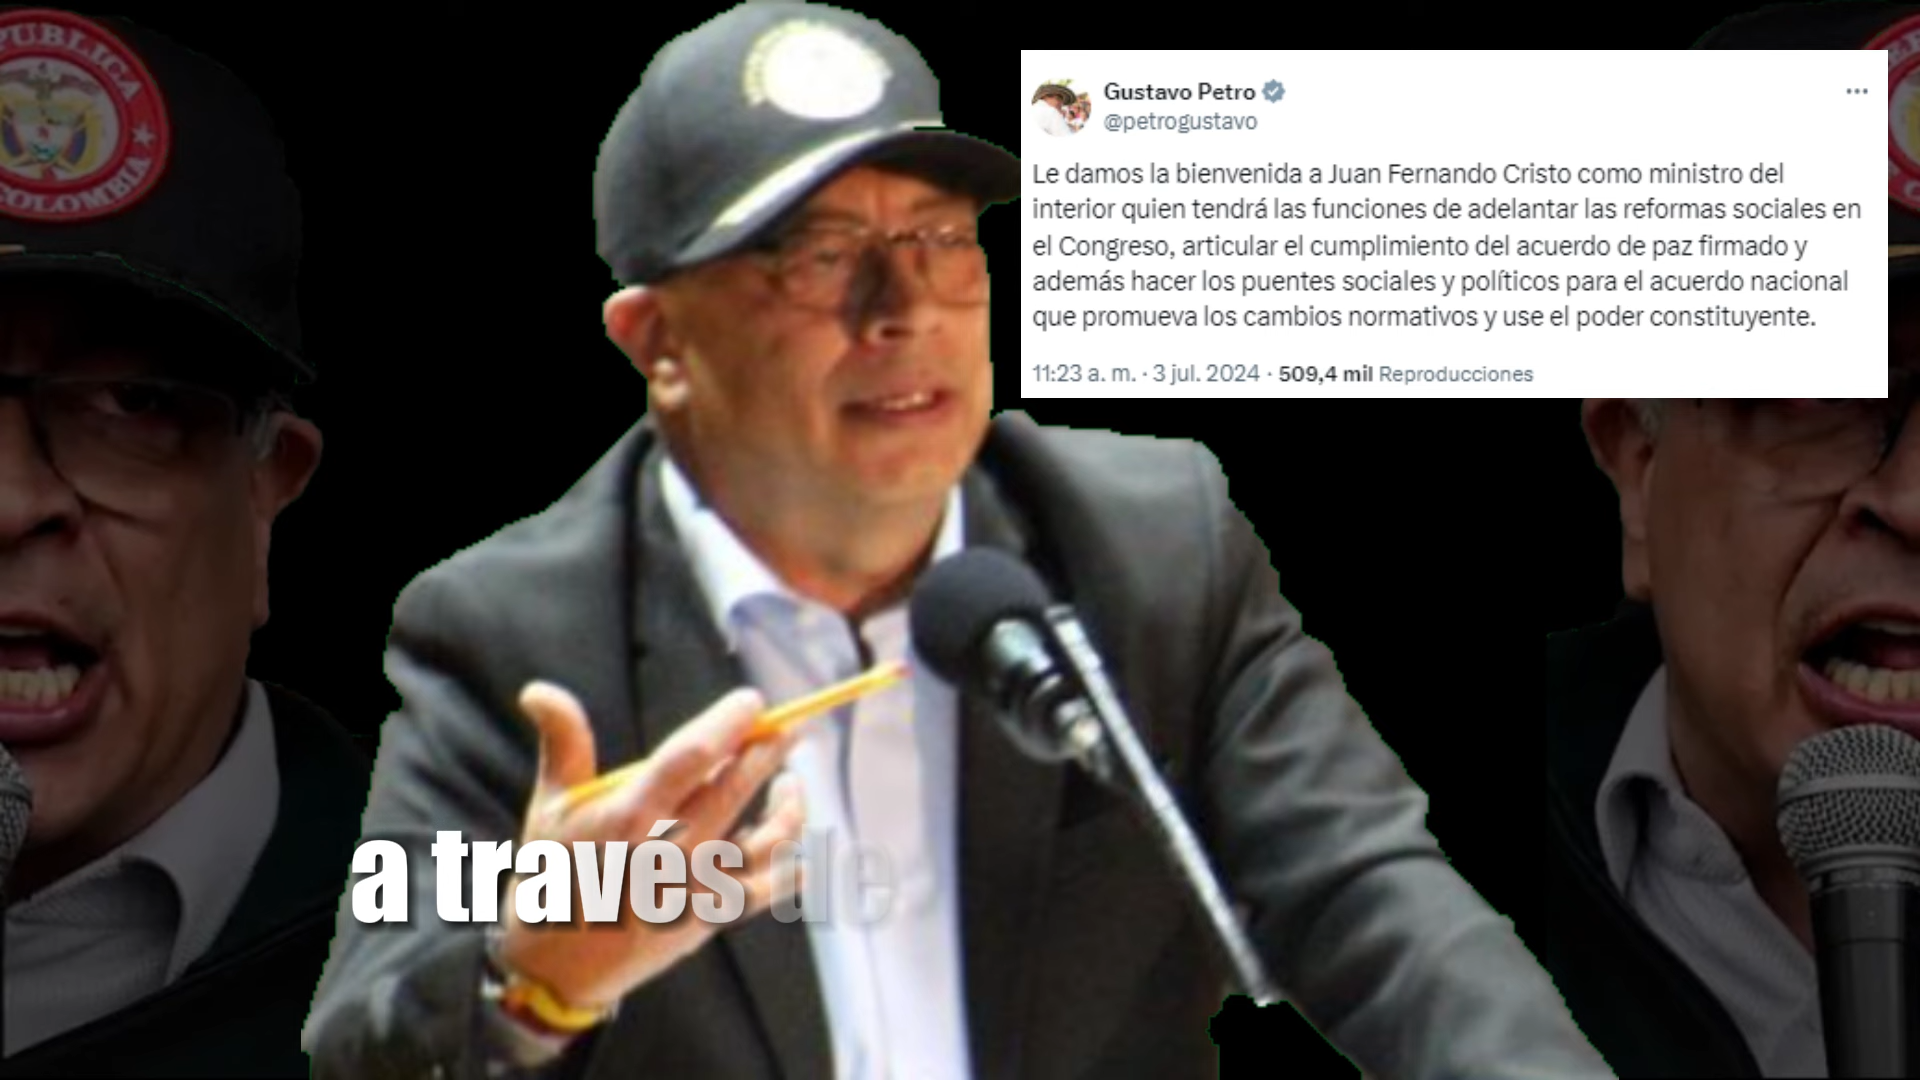 REPÚBLICA
COLOMBIA
Gustavo Petro
@petrogustavo
Le damos la bienvenida a Juan Fernando Cristo como ministro del
interior quien tendrá las funciones de adelantar las reformas sociales en
el Congreso, articular el cumplimiento del acuerdo de paz firmado y
además hacer los puentes sociales y políticos para el acuerdo nacional
que promueva los cambios normativos y use el poder constituyente.
11:23 a. m. · 3 jul. 2024 · 509,4 mil Reproducciones
a través de